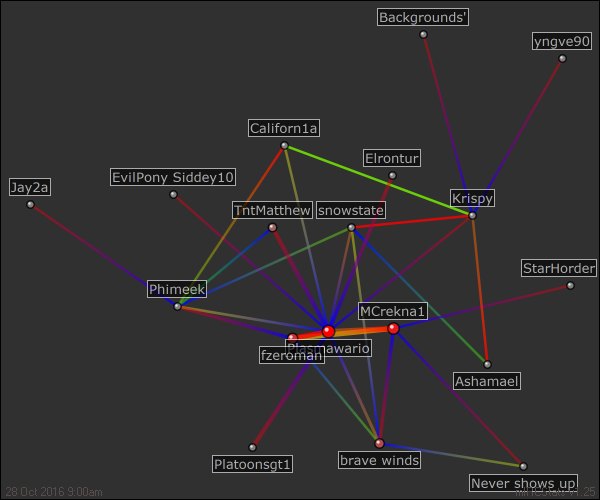 Backgrounds'
yngve90
Californ1a
Elrontur
EvilPony Siddey10
Jay2a
Krispy
TntMatthew
snowstate
StarHorder
Phimeek
MCrekna1
Plasmawario
fzeroman
Ashamael
brave winds
Platoonsgt1
Never shows up
28 Oct 2016 9:00am